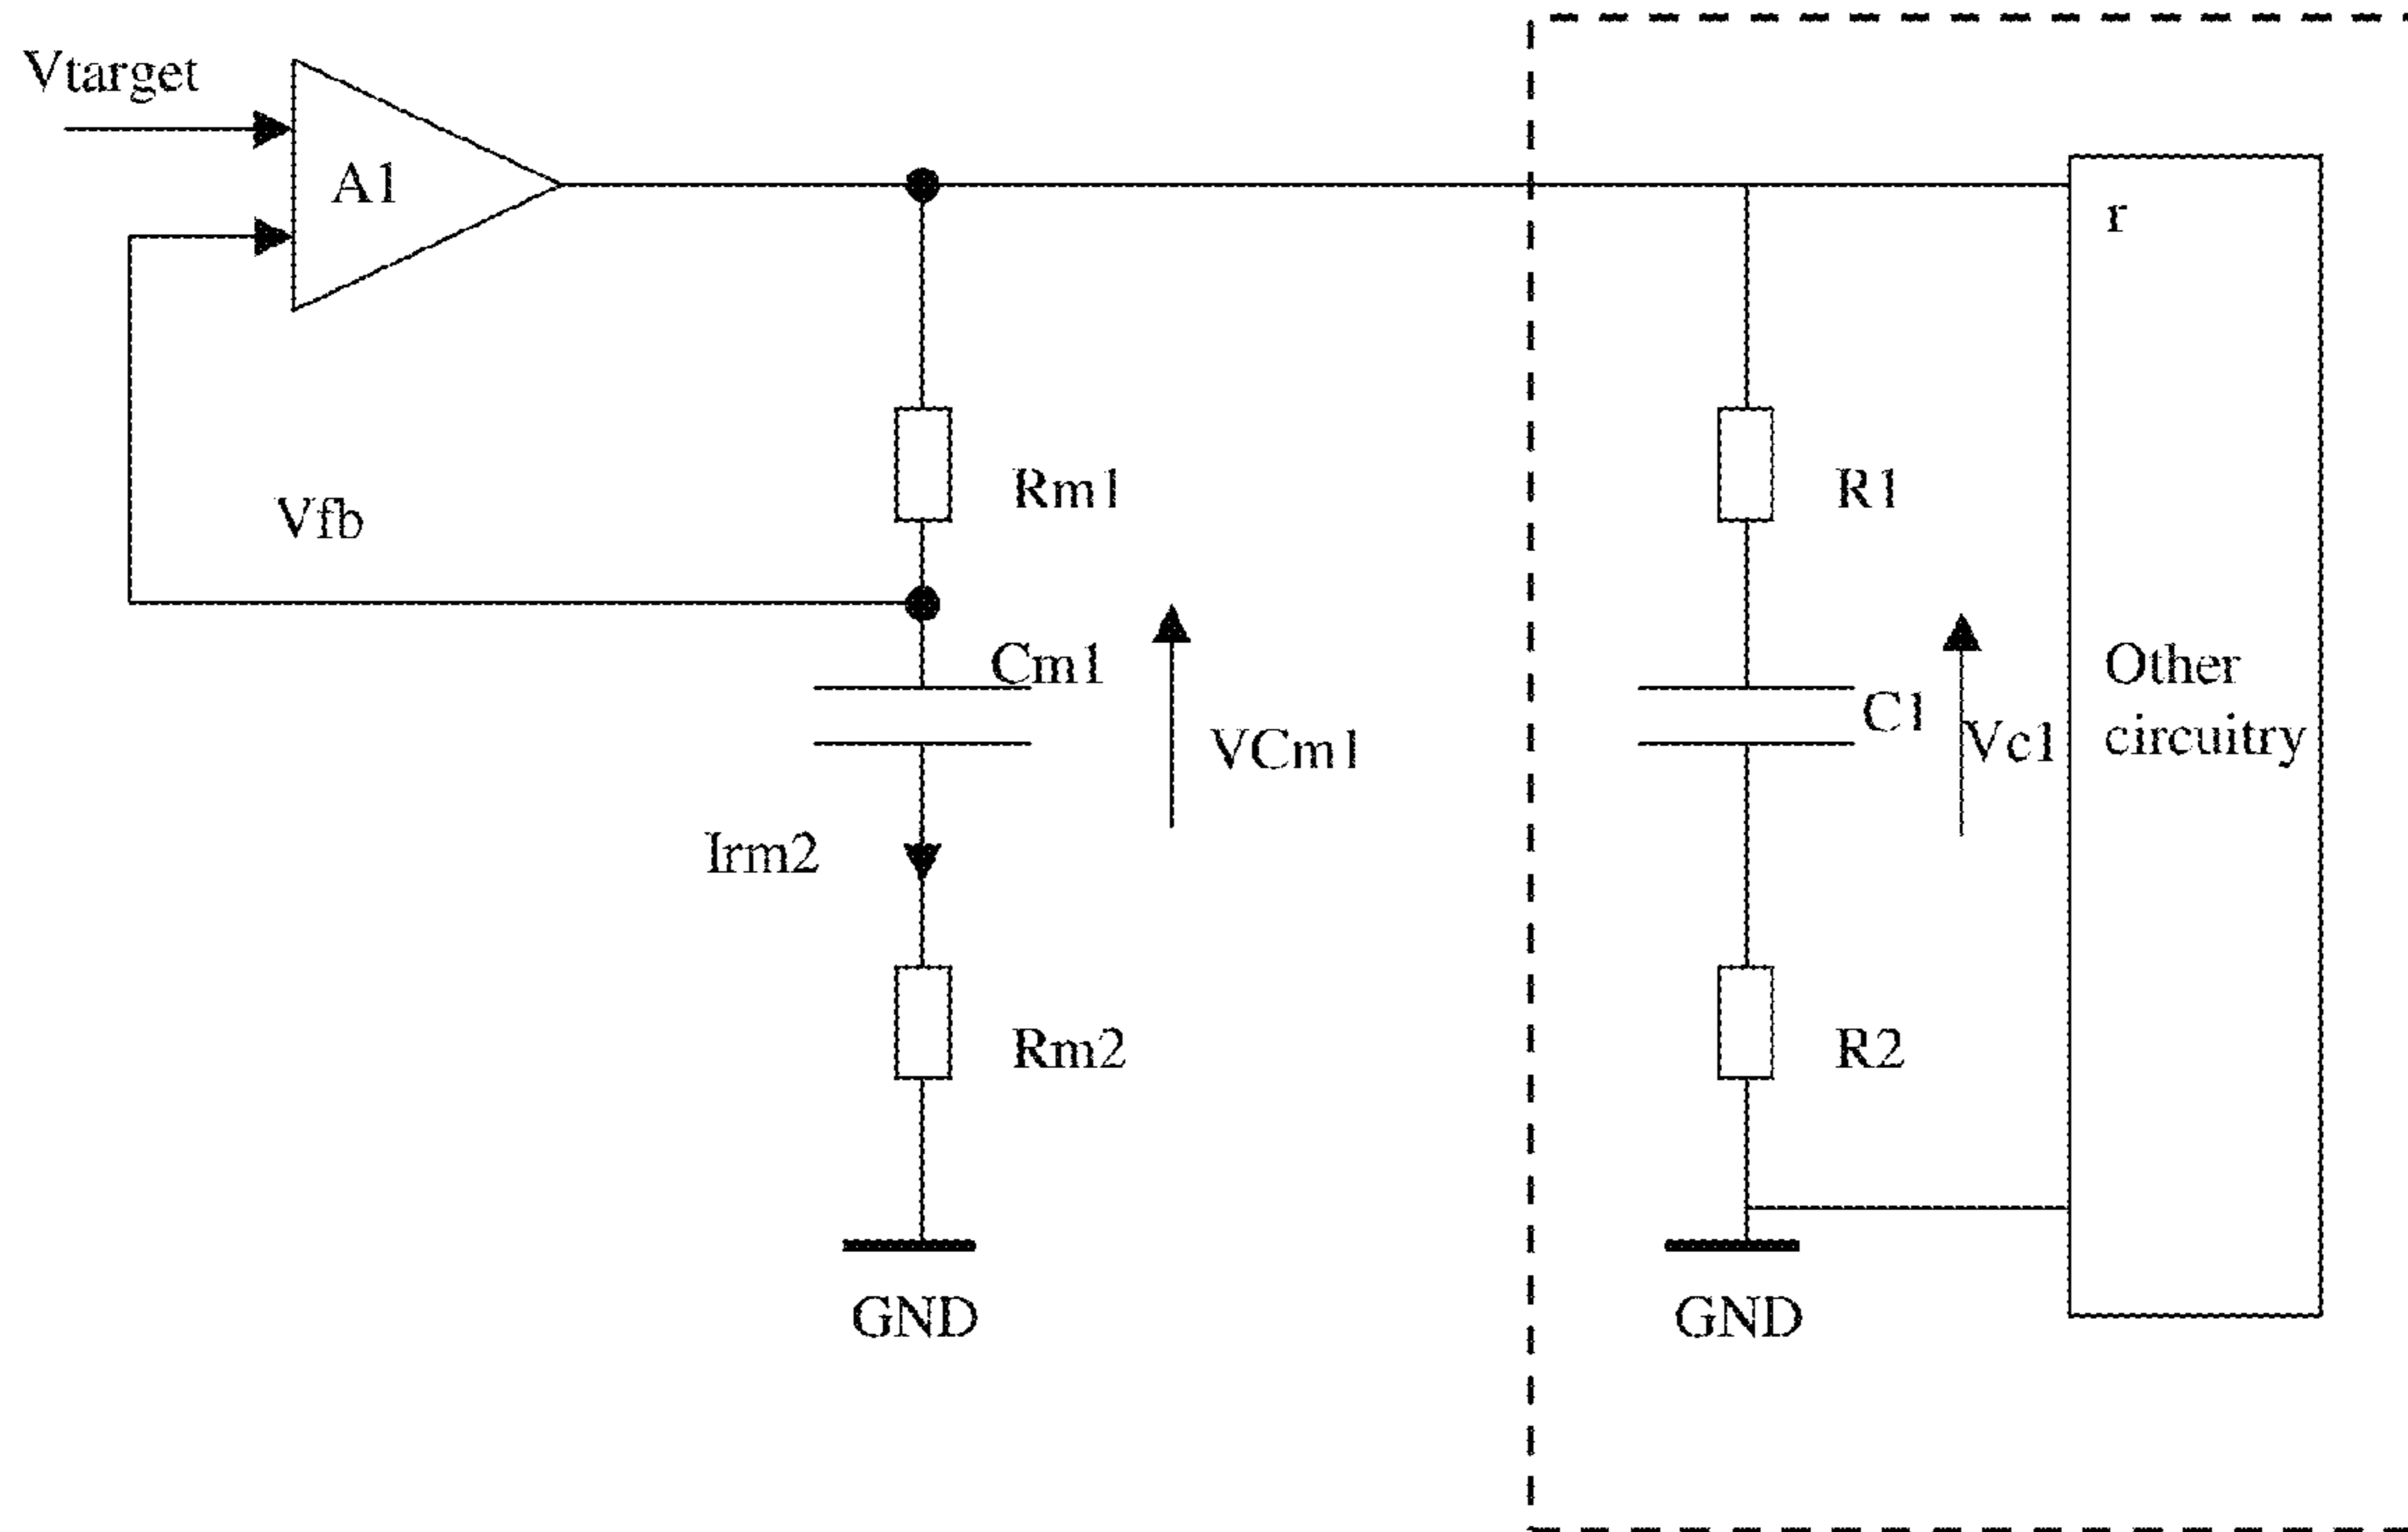 Vtarget
A1
r
Rm1
R1
Vfb
Cm1
Other
circuitry
C1
VCm1
Vc1
Irm2
Rm2
R2
GND
GND